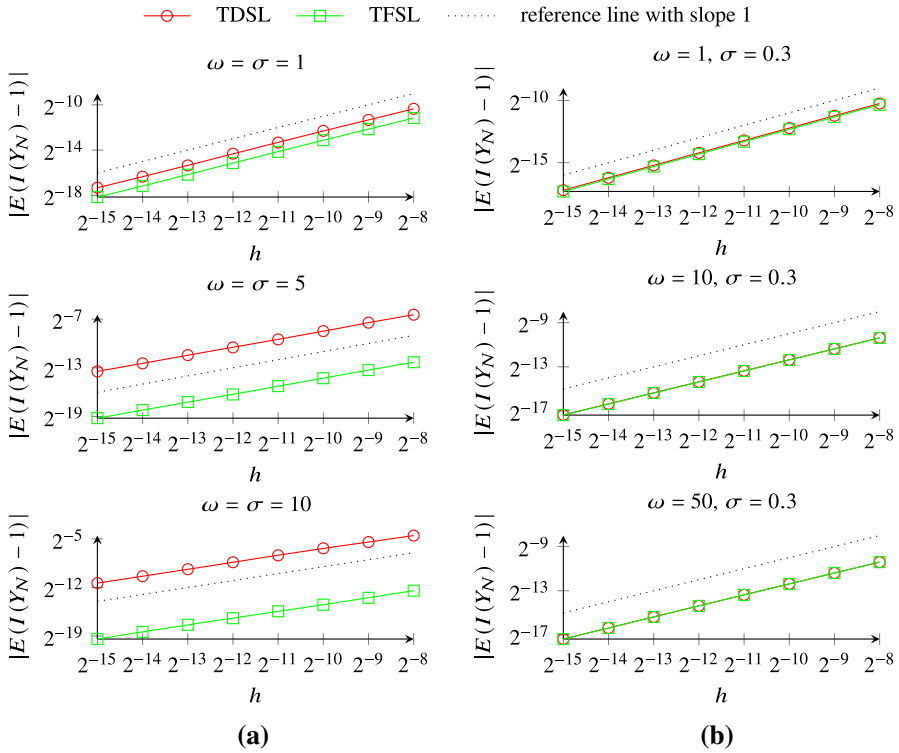 TDSL TFSL reference line with slope 1
ω = σ = 1
|E(I(Y_N) − 1)|
2^−10
2^−14
2^−18
2^−15 2^−14 2^−13 2^−12 2^−11 2^−10 2^−9 2^−8
h
ω = σ = 5
|E(I(Y_N) − 1)|
2^−7
2^−13
2^−19
2^−15 2^−14 2^−13 2^−12 2^−11 2^−10 2^−9 2^−8
h
ω = σ = 10
|E(I(Y_N) − 1)|
2^−5
2^−12
2^−19
2^−15 2^−14 2^−13 2^−12 2^−11 2^−10 2^−9 2^−8
h
(a)
ω = 1, σ = 0.3
|E(I(Y_N) − 1)|
2^−10
2^−15
2^−15 2^−14 2^−13 2^−12 2^−11 2^−10 2^−9 2^−8
h
ω = 10, σ = 0.3
|E(I(Y_N) − 1)|
2^−9
2^−13
2^−17
2^−15 2^−14 2^−13 2^−12 2^−11 2^−10 2^−9 2^−8
h
ω = 50, σ = 0.3
|E(I(Y_N) − 1)|
2^−9
2^−13
2^−17
2^−15 2^−14 2^−13 2^−12 2^−11 2^−10 2^−9 2^−8
h
(b)